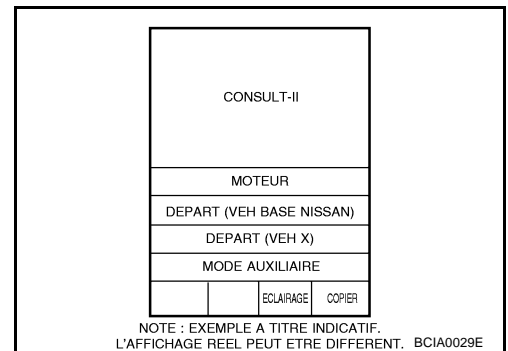 CONSULT-II
MOTEUR
DEPART (VEH BASE NISSAN)
DEPART (VEH X)
MODE AUXILIAIRE
ECLAIRAGE COPIER
NOTE : EXEMPLE A TITRE INDICATIF.
L'AFFICHAGE REEL PEUT ETRE DIFFERENT. BCIA0029E